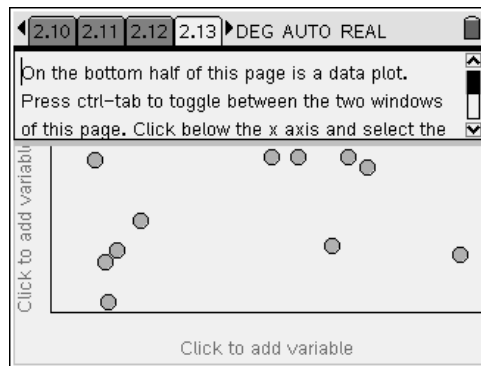 2.10 2.11 2.12 2.13 DEG AUTO REAL
On the bottom half of this page is a data plot.
Press ctrl-tab to toggle between the two windows
of this page. Click below the x axis and select the
Click to add variable
Click to add variable